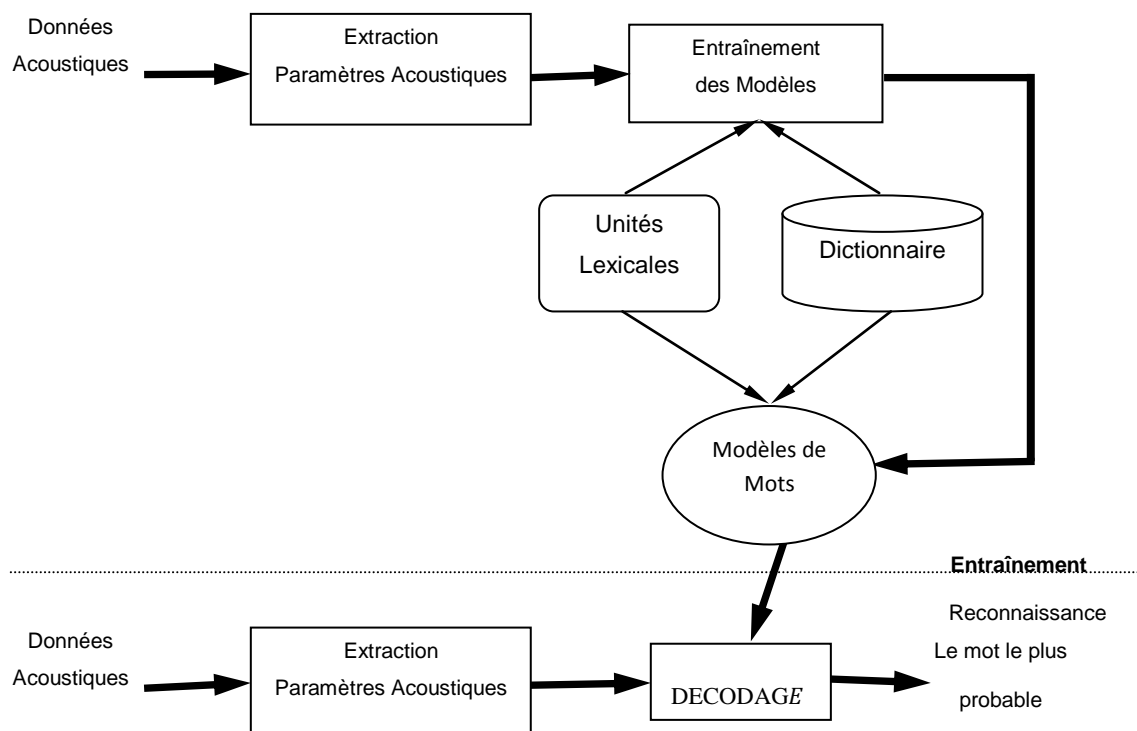 Données
Acoustiques
Extraction
Paramètres Acoustiques
Entraînement
des Modèles
Unités
Lexicales
Dictionnaire
Modèles de
Mots
Entraînement
Reconnaissance
Données
Acoustiques
Extraction
Paramètres Acoustiques
DECODAGE
Le mot le plus
probable